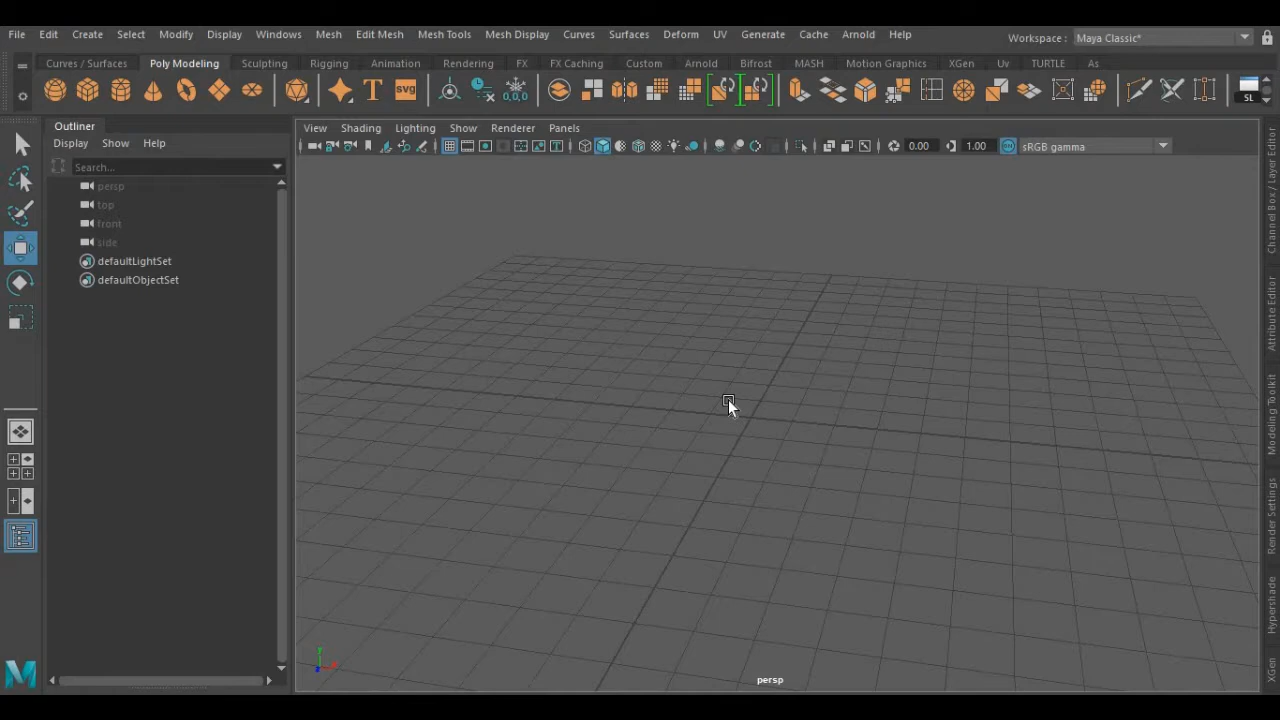 File Edit Create Select Modify Display Windows Mesh Edit Mesh Mesh Tools Mesh Display Curves Surfaces Deform UV Generate Cache Arnold Help
Workspace : Maya Classic*
Curves / Surfaces Poly Modeling Sculpting Rigging Animation Rendering FX FX Caching Custom Arnold Bifrost MASH Motion Graphics XGen Uv TURTLE As
T svg 0,0,0 SL
Outliner
Display Show Help
Search...
persp
top
front
side
defaultLightSet
defaultObjectSet
View Shading Lighting Show Renderer Panels
0.00 1.00 sRGB gamma
persp
Channel Box / Layer Editor
Attribute Editor
Modeling Toolkit
Render Settings
Hypershade
XGen